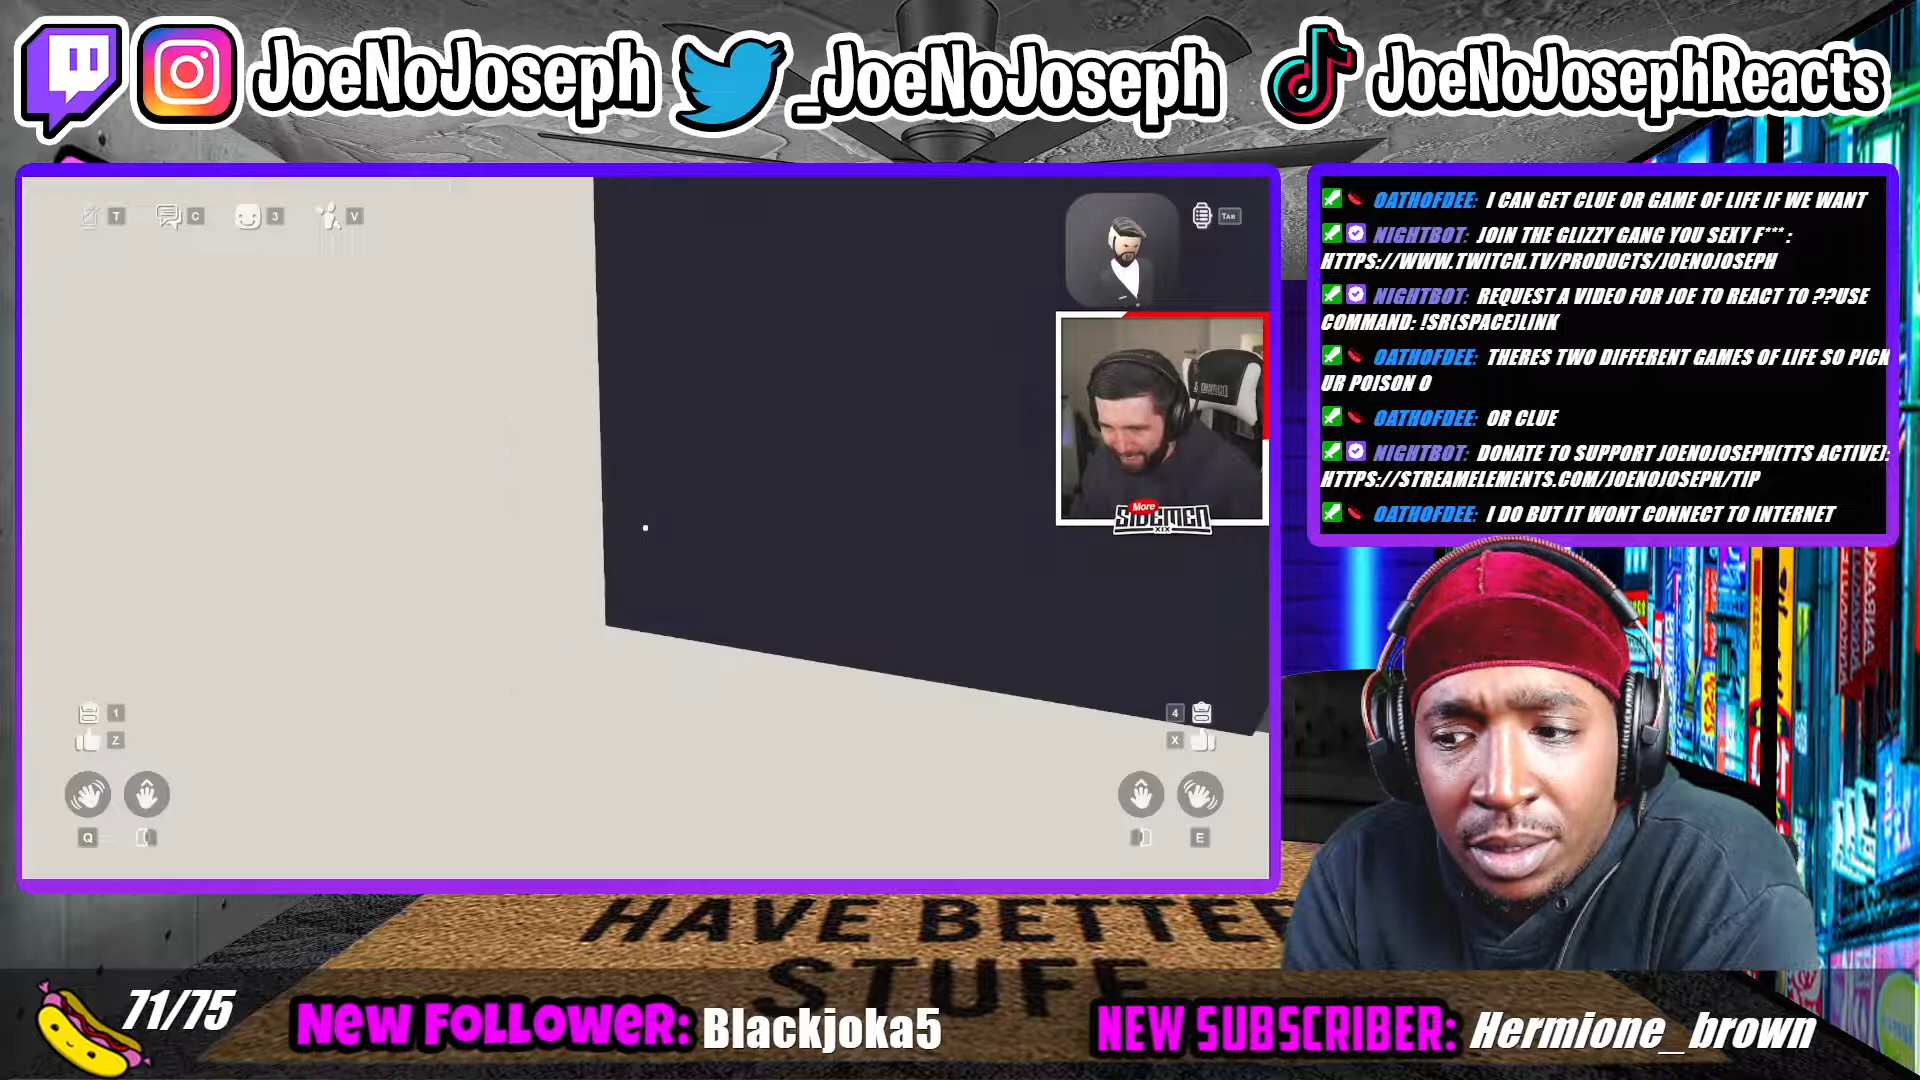 JoeNoJoseph
_JoeNoJoseph
JoeNoJosephReacts
T
C
3
V
TAB
OATHOFDEE: I CAN GET CLUE OR GAME OF LIFE IF WE WANT
NIGHTBOT: JOIN THE GLIZZY GANG YOU SEXY F*** :
HTTPS://WWW.TWITCH.TV/PRODUCTS/JOENOJOSEPH
NIGHTBOT: REQUEST A VIDEO FOR JOE TO REACT TO ??USE
COMMAND: !SR(SPACE)LINK
OATHOFDEE: THERES TWO DIFFERENT GAMES OF LIFE SO PICK
UR POISON O
OATHOFDEE: OR CLUE
NIGHTBOT: DONATE TO SUPPORT JOENOJOSEPH(TTS ACTIVE):
HTTPS://STREAMELEMENTS.COM/JOENOJOSEPH/TIP
OATHOFDEE: I DO BUT IT WONT CONNECT TO INTERNET
More
SIDEMEN
XIX
1
Z
4
X
Q
E
HAVE BETTER
STUFF
71/75
NEW FOLLOWER: Blackjoka5
NEW SUBSCRIBER: Hermione_brown